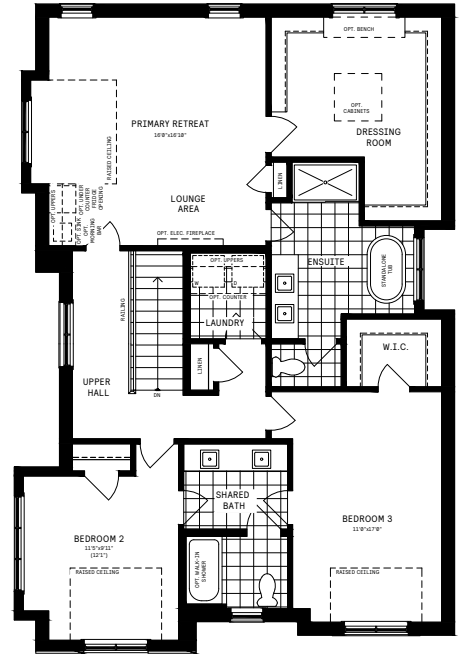 OPT. BENCH
OPT.
CABINETS
PRIMARY RETREAT
16'0"x16'10"
DRESSING
ROOM
RAISED CEILING
LINEN
LOUNGE
AREA
OPT. UPPERS
OPT. UNDER
COUNTER
FRIDGE
OPENING
OPT. SINK
OPT.
MORNING
BAR
OPT. ELEC. FIREPLACE
ENSUITE
STANDALONE
TUB
OPT. UPPERS
W
D
OPT. COUNTER
LAUNDRY
RAILING
LINEN
W.I.C.
UPPER
HALL
DN
SHARED
BATH
BEDROOM 2
11'5"x9'11"
(12'1")
RAISED CEILING
BEDROOM 3
11'0"x17'0"
RAISED CEILING
OPT. WALK-IN
SHOWER